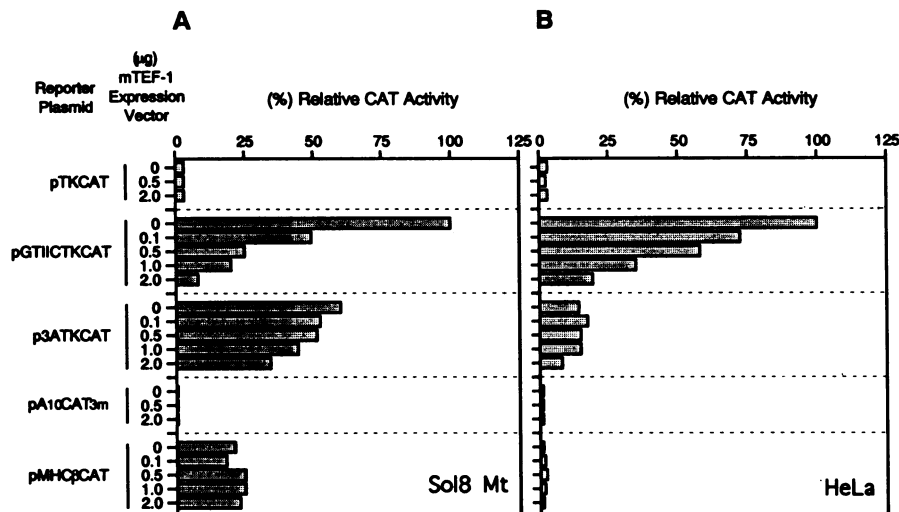 A
B
(µg)
Reporter
Plasmid
mTEF-1
Expression
Vector
(%) Relative CAT Activity
(%) Relative CAT Activity
0 25 50 75 100 125
0 25 50 75 100 125
pTKCAT
0
0.5
2.0
pGTIICTKCAT
0
0.1
0.5
1.0
2.0
p3ATKCAT
0
0.1
0.5
1.0
2.0
pA10CAT3m
0
0.5
2.0
pMHCβCAT
0
0.1
0.5
1.0
2.0
Sol8 Mt
HeLa